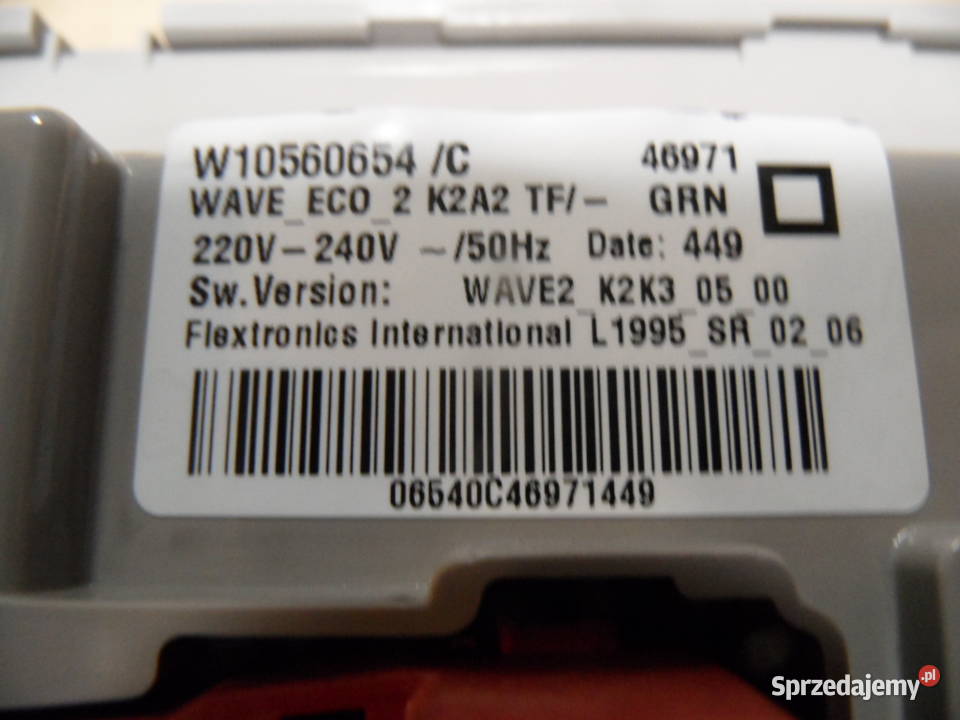 W10560654 /C 46971
WAVE_ECO_2 K2A2 TF/– GRN
220V–240V ~/50Hz Date: 449
Sw.Version: WAVE2_K2K3_05_00
Flextronics International L1995_SR_02_06
06540C46971449
Sprzedajemy.pl